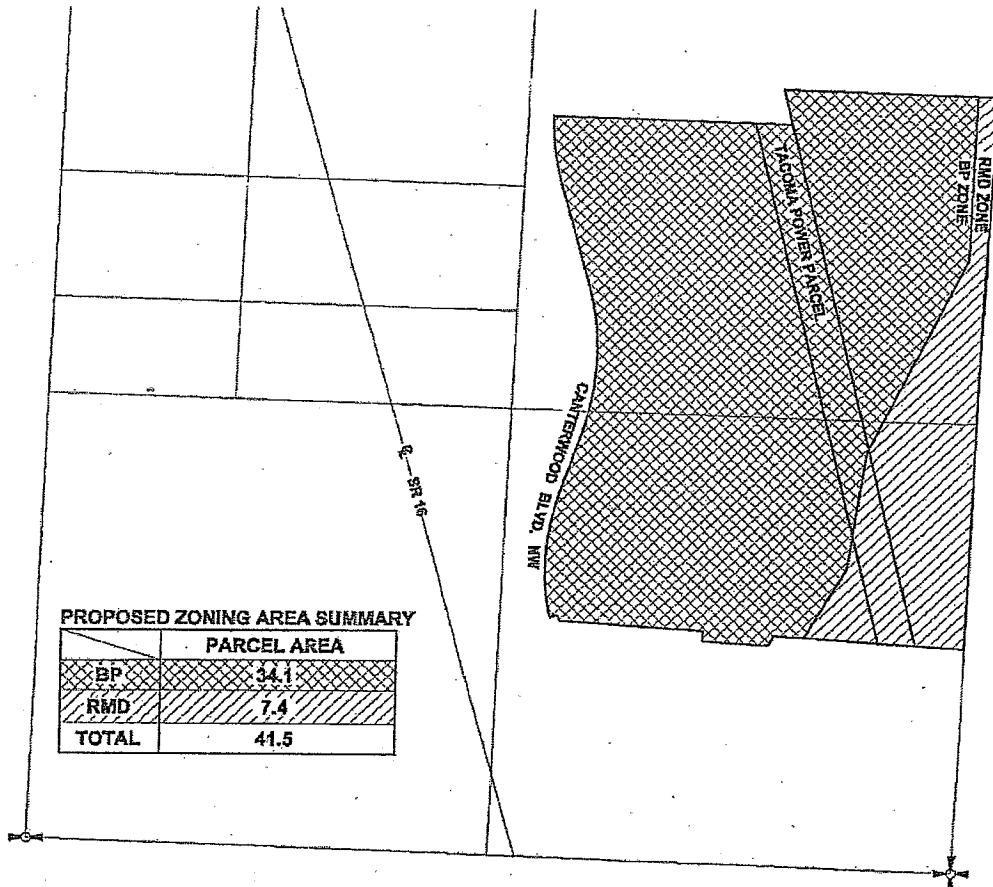 RMD ZONE
BP ZONE
TACOMA POWER PARCEL
CANTERWOOD BLVD. NW
SR 16
PROPOSED ZONING AREA SUMMARY
PARCEL AREA
BP 34.1
RMD 7.4
TOTAL 41.5